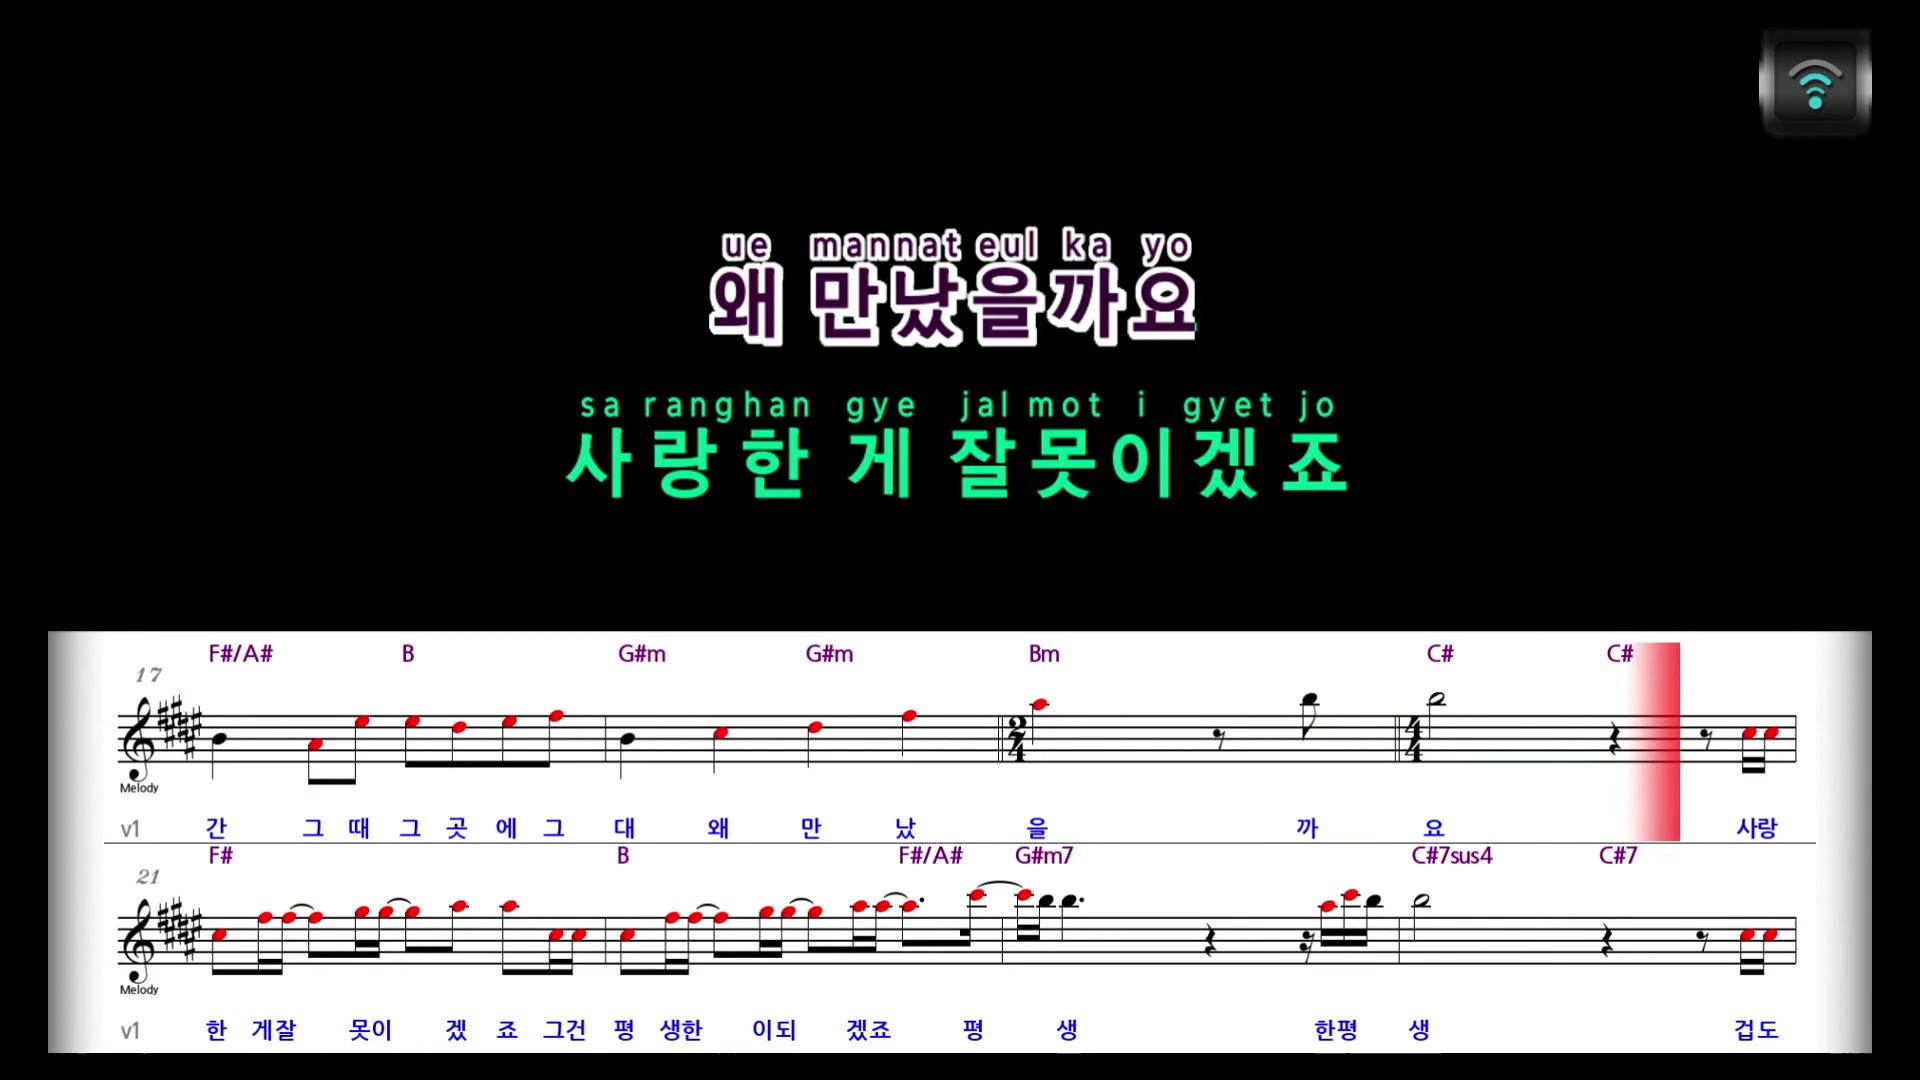 ue mannat eul ka yo
왜 만났을까요
sa ranghan gye jal mot i gyet jo
사랑한 게 잘못이겠죠
F#/A# B G#m G#m Bm C# C#
17
2/4 4/4
Melody
v1 간 그 때 그 곳 에 그 대 왜 만 났 을 까 요 사랑
F# B F#/A# G#m7 C#7sus4 C#7
21
Melody
v1 한 게잘 못이 겠 죠 그건 평 생한 이되 겠죠 평 생 한평 생 겁도